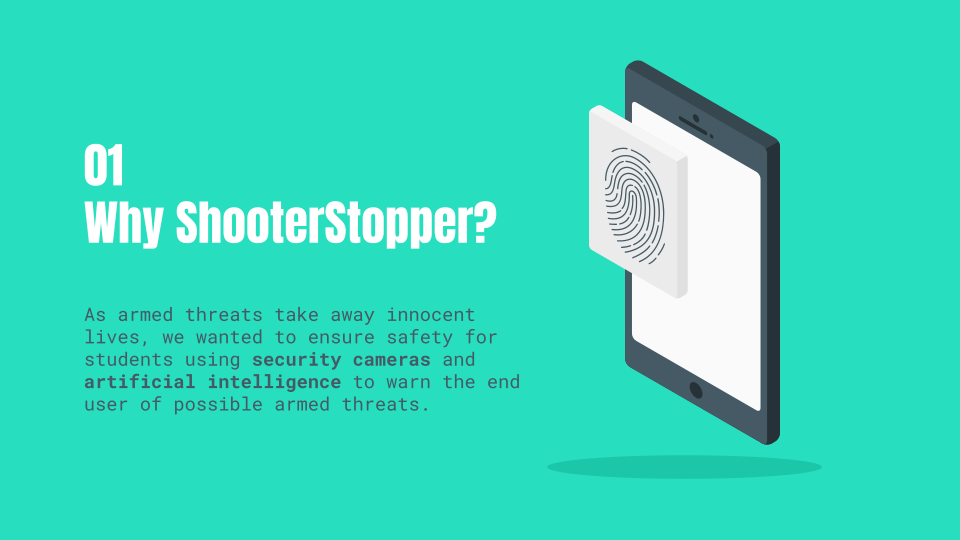 01
Why ShooterStopper?
As armed threats take away innocent
lives, we wanted to ensure safety for
students using security cameras and
artificial intelligence to warn the end
user of possible armed threats.